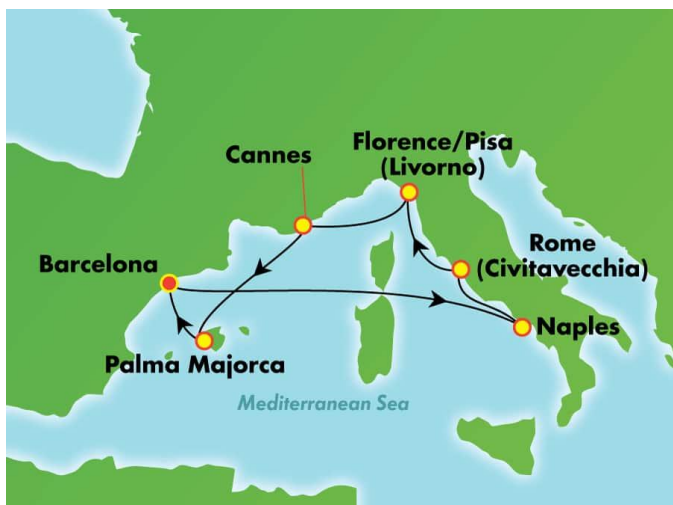 Florence/Pisa
(Livorno)
Cannes
Rome
(Civitavecchia)
Barcelona
Naples
Palma Majorca
Mediterranean Sea